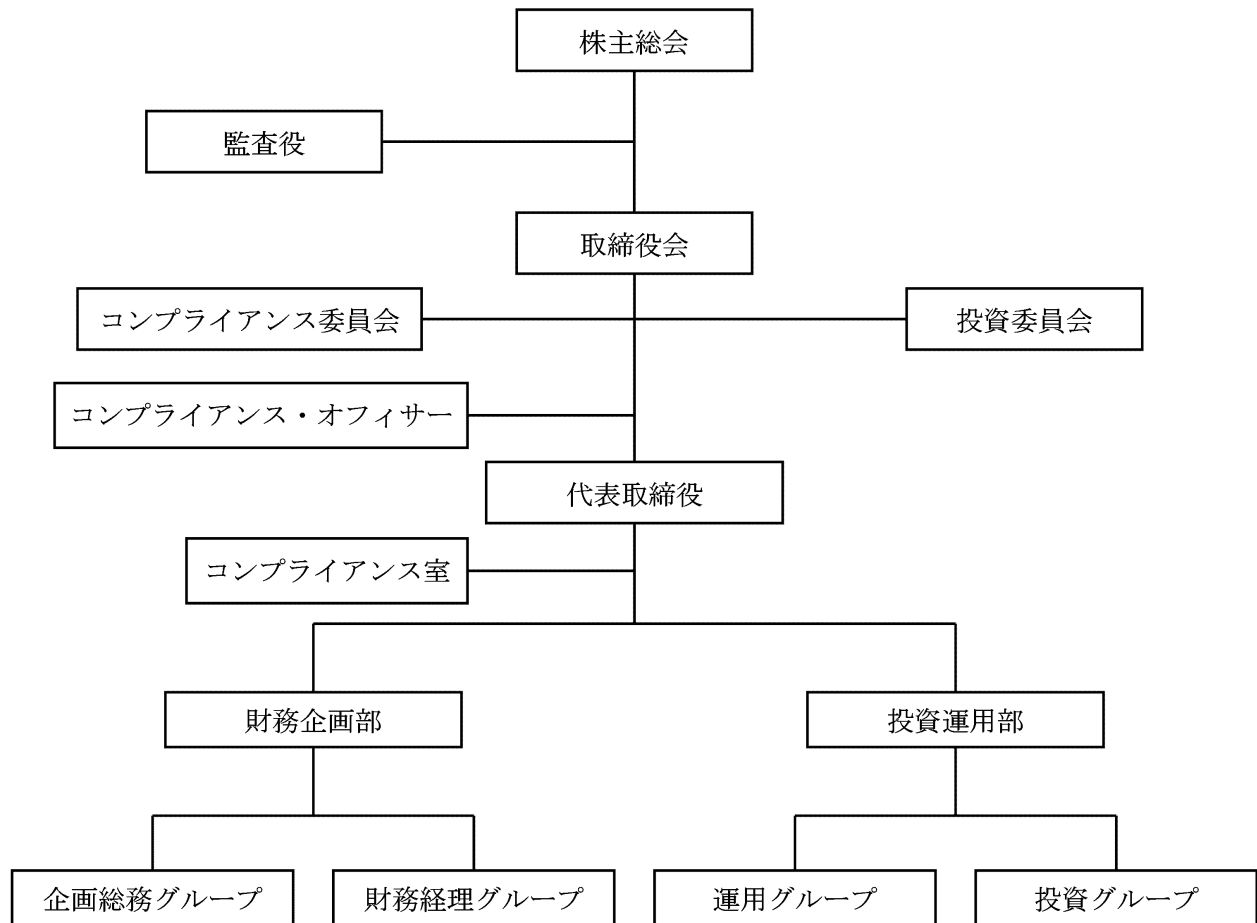 株主総会
監査役
取締役会
コンプライアンス委員会
投資委員会
コンプライアンス・オフィサー
代表取締役
コンプライアンス室
財務企画部
投資運用部
企画総務グループ
財務経理グループ
運用グループ
投資グループ